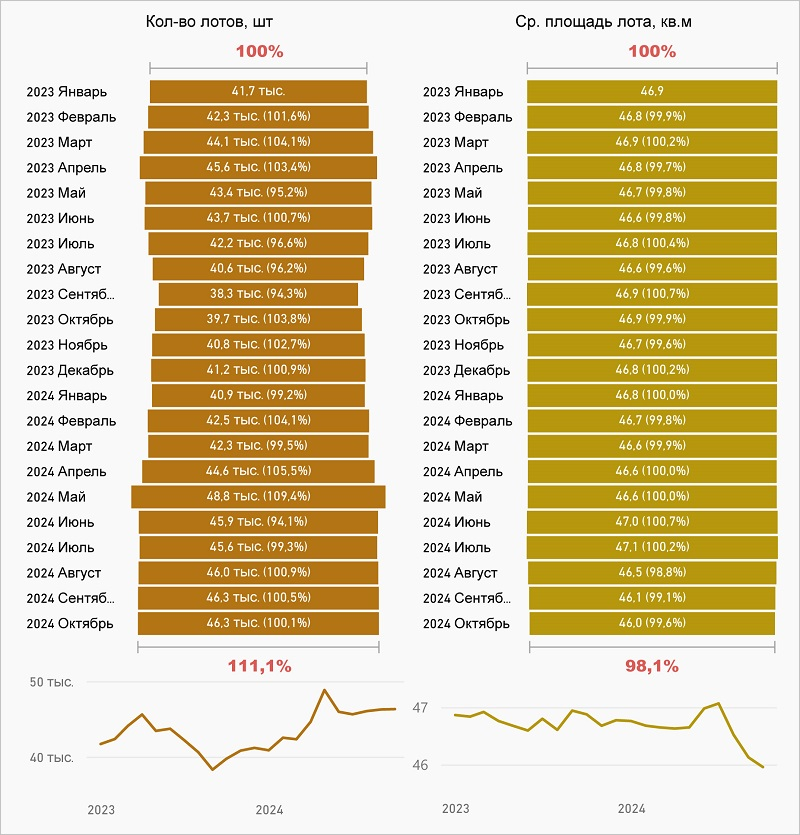 Кол-во лотов, шт
100%
2023 Январь 41,7 тыс.
2023 Февраль 42,3 тыс. (101,6%)
2023 Март 44,1 тыс. (104,1%)
2023 Апрель 45,6 тыс. (103,4%)
2023 Май 43,4 тыс. (95,2%)
2023 Июнь 43,7 тыс. (100,7%)
2023 Июль 42,2 тыс. (96,6%)
2023 Август 40,6 тыс. (96,2%)
2023 Сентяб... 38,3 тыс. (94,3%)
2023 Октябрь 39,7 тыс. (103,8%)
2023 Ноябрь 40,8 тыс. (102,7%)
2023 Декабрь 41,2 тыс. (100,9%)
2024 Январь 40,9 тыс. (99,2%)
2024 Февраль 42,5 тыс. (104,1%)
2024 Март 42,3 тыс. (99,5%)
2024 Апрель 44,6 тыс. (105,5%)
2024 Май 48,8 тыс. (109,4%)
2024 Июнь 45,9 тыс. (94,1%)
2024 Июль 45,6 тыс. (99,3%)
2024 Август 46,0 тыс. (100,9%)
2024 Сентяб... 46,3 тыс. (100,5%)
2024 Октябрь 46,3 тыс. (100,1%)
111,1%
50 тыс.
40 тыс.
2023 2024
Ср. площадь лота, кв.м
100%
2023 Январь 46,9
2023 Февраль 46,8 (99,9%)
2023 Март 46,9 (100,2%)
2023 Апрель 46,8 (99,7%)
2023 Май 46,7 (99,8%)
2023 Июнь 46,6 (99,8%)
2023 Июль 46,8 (100,4%)
2023 Август 46,6 (99,6%)
2023 Сентяб... 46,9 (100,7%)
2023 Октябрь 46,9 (99,9%)
2023 Ноябрь 46,7 (99,6%)
2023 Декабрь 46,8 (100,2%)
2024 Январь 46,8 (100,0%)
2024 Февраль 46,7 (99,8%)
2024 Март 46,6 (99,9%)
2024 Апрель 46,6 (100,0%)
2024 Май 46,6 (100,0%)
2024 Июнь 47,0 (100,7%)
2024 Июль 47,1 (100,2%)
2024 Август 46,5 (98,8%)
2024 Сентяб... 46,1 (99,1%)
2024 Октябрь 46,0 (99,6%)
98,1%
47
46
2023 2024